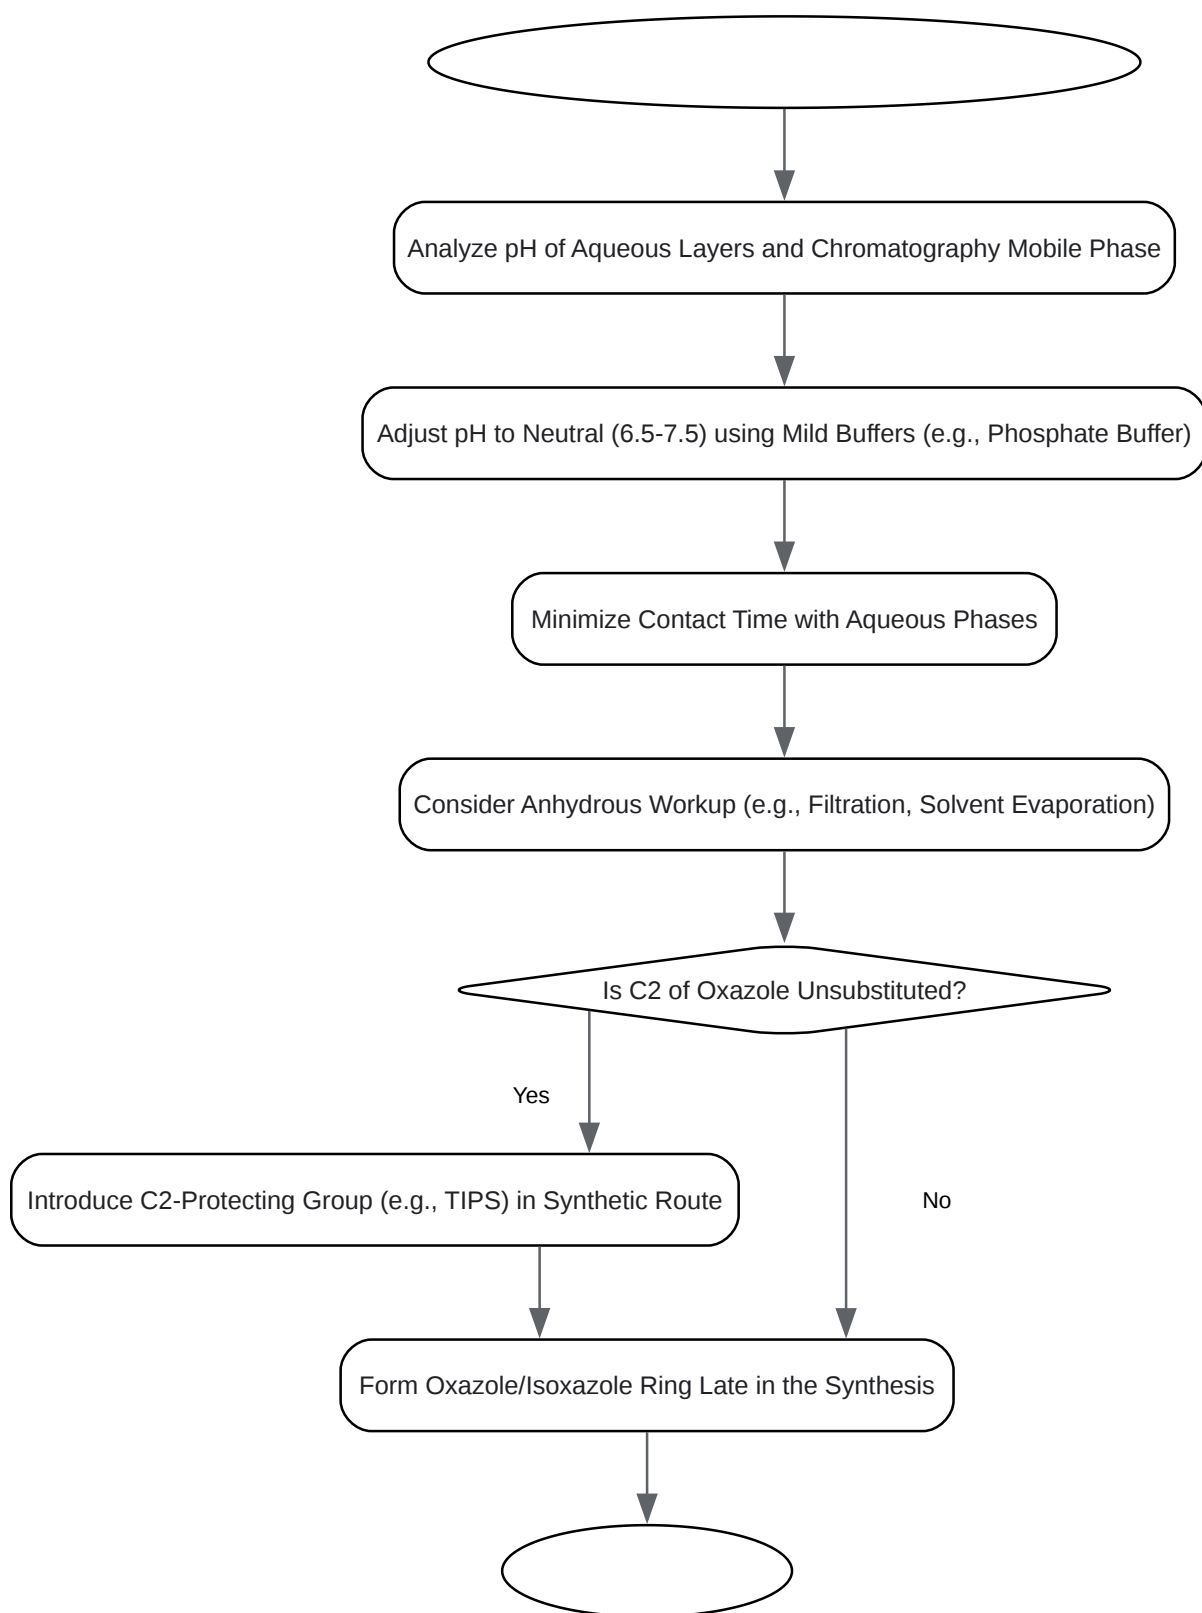 Analyze pH of Aqueous Layers and Chromatography Mobile Phase
Adjust pH to Neutral (6.5-7.5) using Mild Buffers (e.g., Phosphate Buffer)
Minimize Contact Time with Aqueous Phases
Consider Anhydrous Workup (e.g., Filtration, Solvent Evaporation)
Is C2 of Oxazole Unsubstituted?
Yes
Introduce C2-Protecting Group (e.g., TIPS) in Synthetic Route
No
Form Oxazole/Isoxazole Ring Late in the Synthesis